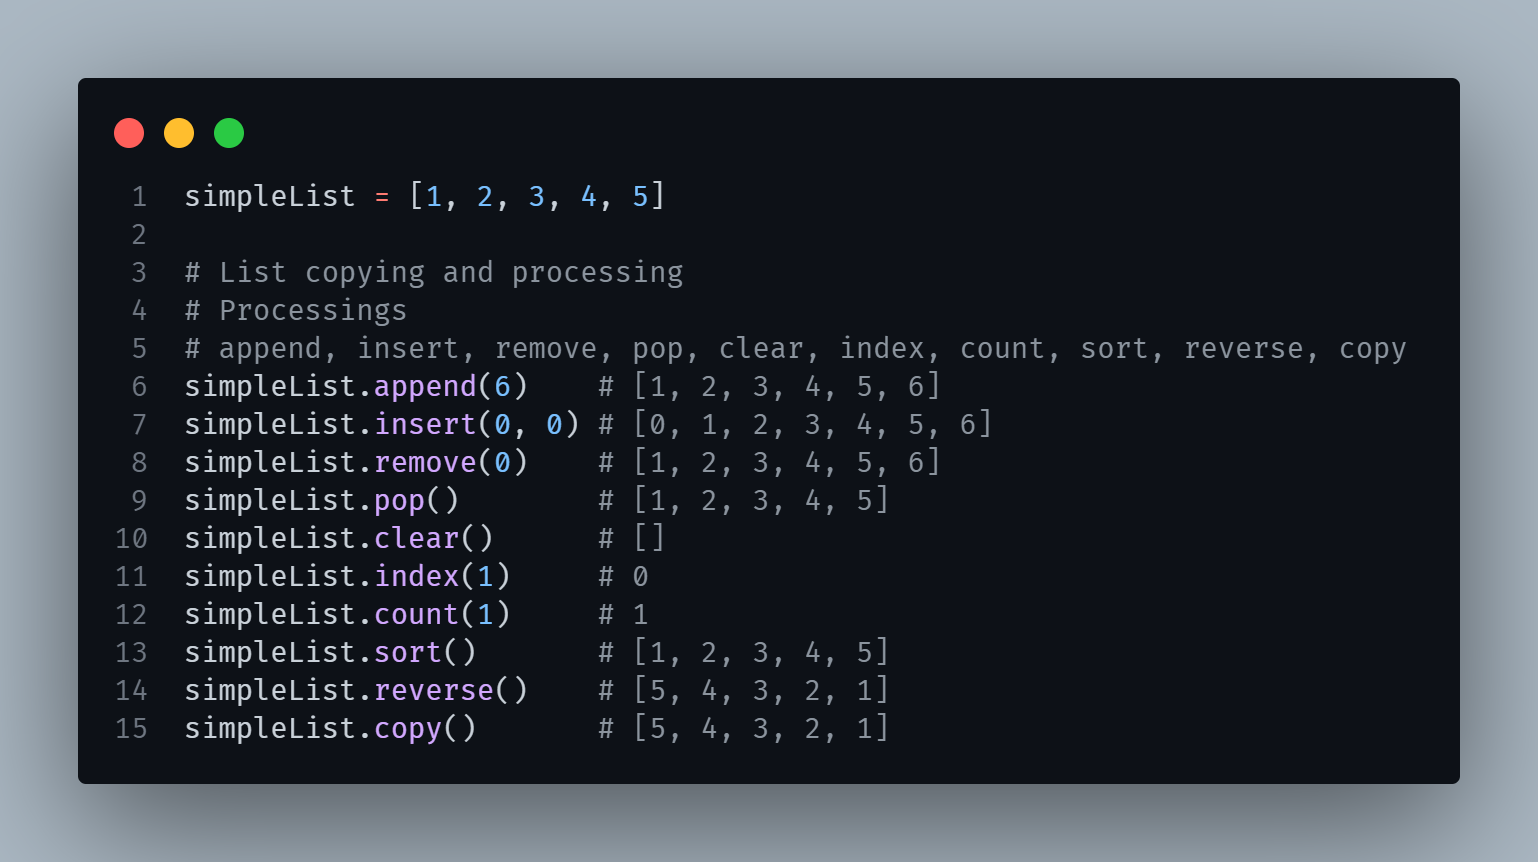 1 simpleList = [1, 2, 3, 4, 5]
2
3 # List copying and processing
4 # Processings
5 # append, insert, remove, pop, clear, index, count, sort, reverse, copy
6 simpleList.append(6)    # [1, 2, 3, 4, 5, 6]
7 simpleList.insert(0, 0) # [0, 1, 2, 3, 4, 5, 6]
8 simpleList.remove(0)    # [1, 2, 3, 4, 5, 6]
9 simpleList.pop()        # [1, 2, 3, 4, 5]
10 simpleList.clear()      # []
11 simpleList.index(1)     # 0
12 simpleList.count(1)     # 1
13 simpleList.sort()       # [1, 2, 3, 4, 5]
14 simpleList.reverse()    # [5, 4, 3, 2, 1]
15 simpleList.copy()       # [5, 4, 3, 2, 1]